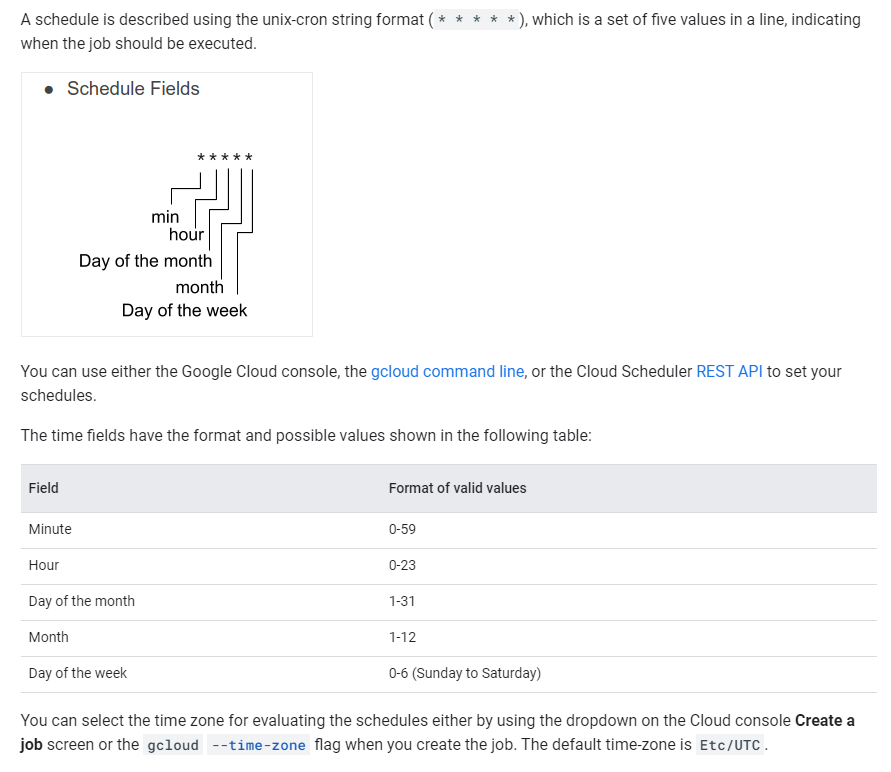 A schedule is described using the unix-cron string format ( * * * * * ), which is a set of five values in a line, indicating
when the job should be executed.
● Schedule Fields
* * * * *
min
hour
Day of the month
month
Day of the week
You can use either the Google Cloud console, the gcloud command line, or the Cloud Scheduler REST API to set your
schedules.
The time fields have the format and possible values shown in the following table:
Field Format of valid values
Minute 0-59
Hour 0-23
Day of the month 1-31
Month 1-12
Day of the week 0-6 (Sunday to Saturday)
You can select the time zone for evaluating the schedules either by using the dropdown on the Cloud console Create a
job screen or the gcloud --time-zone flag when you create the job. The default time-zone is Etc/UTC.